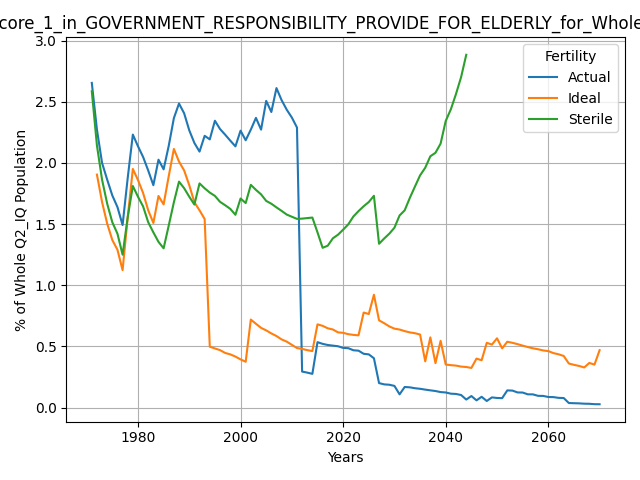 core_1_in_GOVERNMENT_RESPONSIBILITY_PROVIDE_FOR_ELDERLY_for_Whole
3.0
2.5
2.0
1.5
1.0
0.5
0.0
% of Whole Q2_IQ Population
Fertility
Actual
Ideal
Sterile
1980
2000
2020
2040
2060
Years